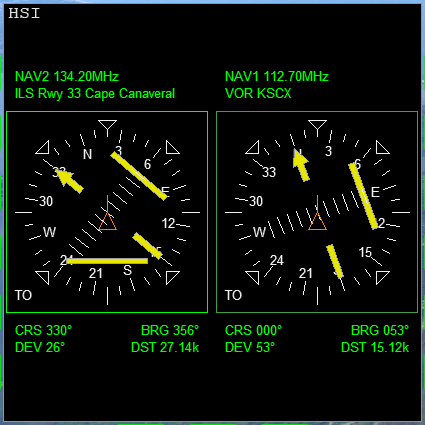 HSI
NAV2 134.20MHz
ILS Rwy 33 Cape Canaveral
N 3 6 E 12 15 S 21 24 W 30 33
TO
CRS 330° BRG 356°
DEV 26° DST 27.14k
NAV1 112.70MHz
VOR KSCX
N 3 6 E 12 15 21 24 W 30 33
TO
CRS 000° BRG 053°
DEV 53° DST 15.12k